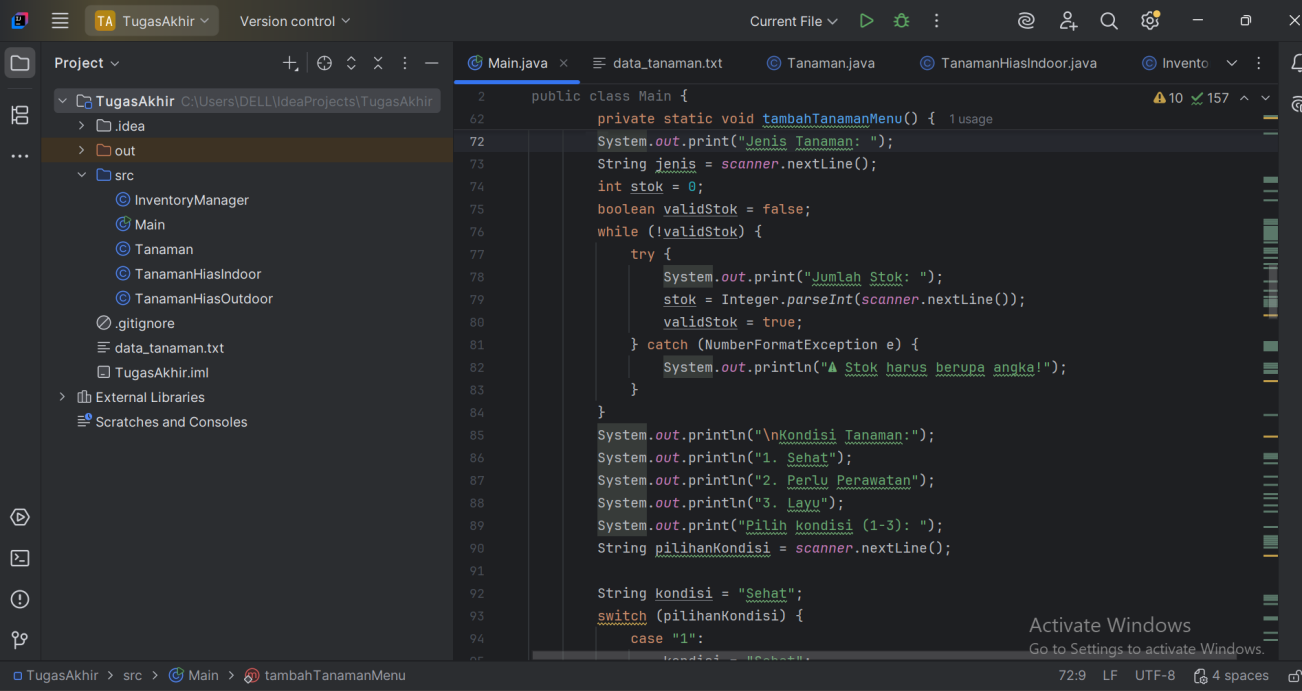 TA TugasAkhir Version control Current File
Project
Main.java data_tanaman.txt Tanaman.java TanamanHiasIndoor.java Invento
TugasAkhir C:\Users\DELL\IdeaProjects\TugasAkhir
.idea
out
src
InventoryManager
Main
Tanaman
TanamanHiasIndoor
TanamanHiasOutdoor
.gitignore
data_tanaman.txt
TugasAkhir.iml
External Libraries
Scratches and Consoles
10 157
2 public class Main {
62 private static void tambahTanamanMenu() { 1 usage
72 System.out.print("Jenis Tanaman: ");
73 String jenis = scanner.nextLine();
74 int stok = 0;
75 boolean validStok = false;
76 while (!validStok) {
77 try {
78 System.out.print("Jumlah Stok: ");
79 stok = Integer.parseInt(scanner.nextLine());
80 validStok = true;
81 } catch (NumberFormatException e) {
82 System.out.println("⚠ Stok harus berupa angka!");
83 }
84 }
85 System.out.println("\nKondisi Tanaman:");
86 System.out.println("1. Sehat");
87 System.out.println("2. Perlu Perawatan");
88 System.out.println("3. Layu");
89 System.out.print("Pilih kondisi (1-3): ");
90 String pilihanKondisi = scanner.nextLine();
91
92 String kondisi = "Sehat";
93 switch (pilihanKondisi) {
94 case "1":
95 kondisi = "Sehat";
Activate Windows
Go to Settings to activate Windows.
TugasAkhir > src > Main > tambahTanamanMenu 72:9 LF UTF-8 4 spaces